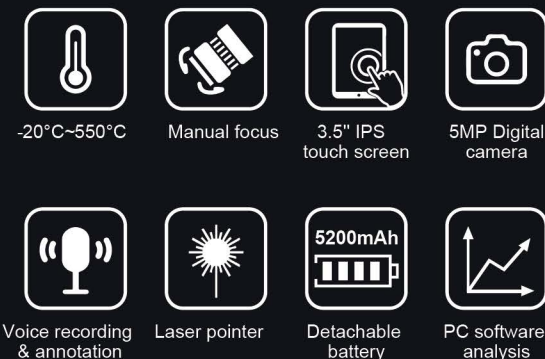 -20°C~550°C
Manual focus
3.5" IPS
touch screen
5MP Digital
camera
5200mAh
Voice recording
& annotation
Laser pointer
Detachable
battery
PC software
analysis